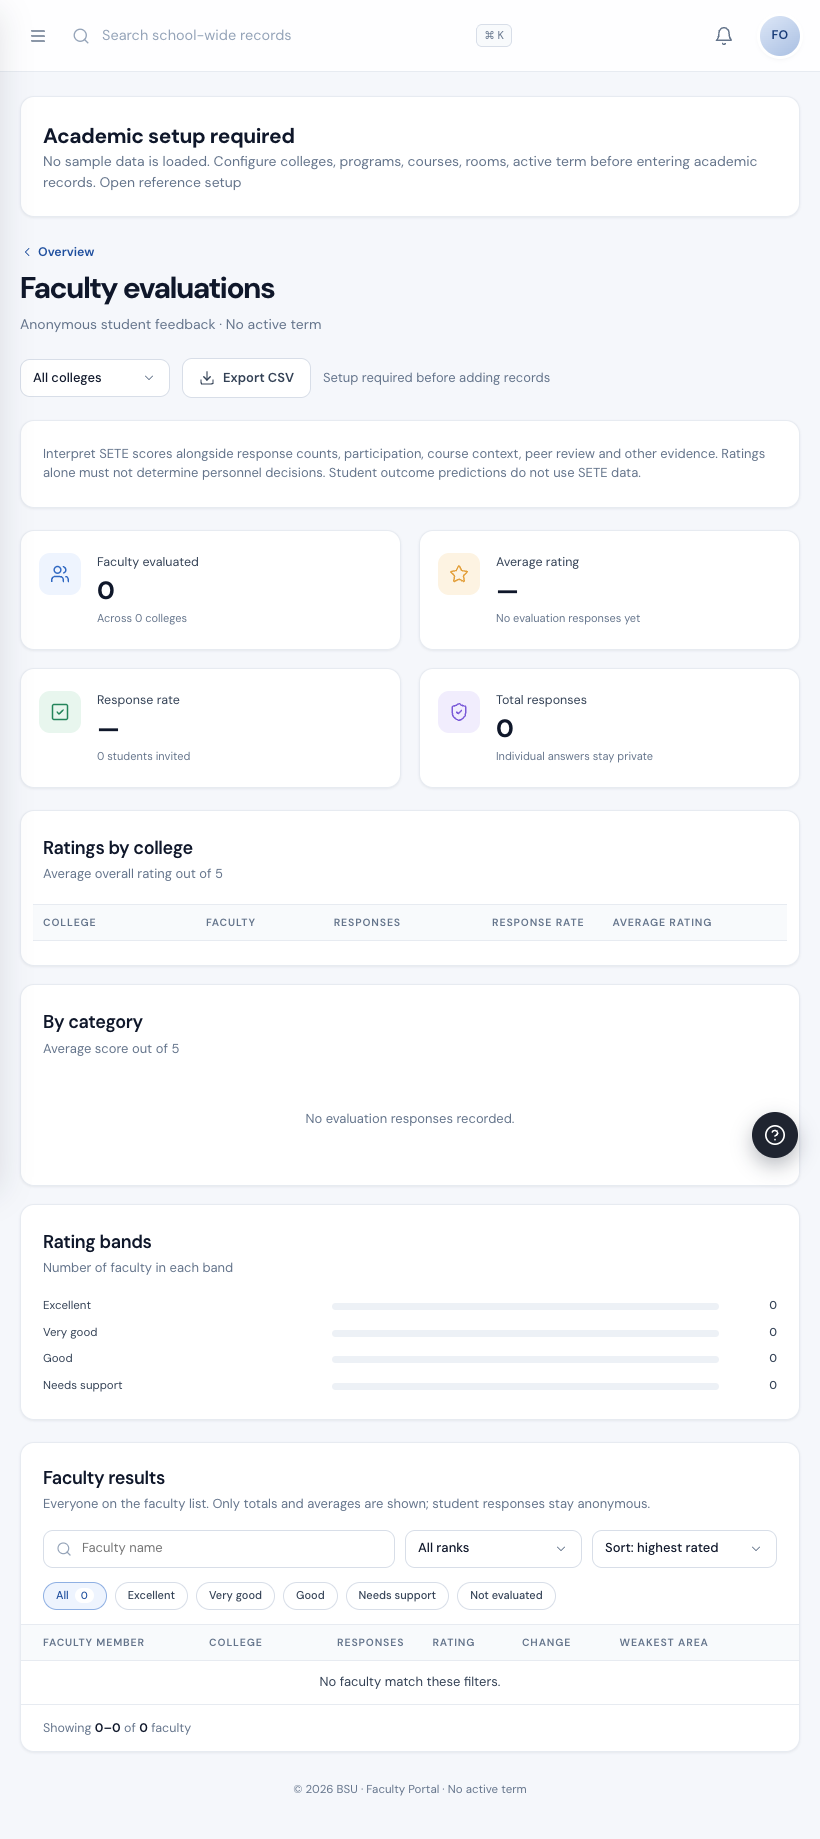 Search school-wide records
⌘ K
FO
Academic setup required
No sample data is loaded. Configure colleges, programs, courses, rooms, active term before entering academic
records. Open reference setup
Overview
Faculty evaluations
Anonymous student feedback · No active term
All colleges
Export CSV
Setup required before adding records
Interpret SETE scores alongside response counts, participation, course context, peer review and other evidence. Ratings
alone must not determine personnel decisions. Student outcome predictions do not use SETE data.
Faculty evaluated
0
Across 0 colleges
Average rating
—
No evaluation responses yet
Response rate
—
0 students invited
Total responses
0
Individual answers stay private
Ratings by college
Average overall rating out of 5
COLLEGE FACULTY RESPONSES RESPONSE RATE AVERAGE RATING
By category
Average score out of 5
No evaluation responses recorded.
Rating bands
Number of faculty in each band
Excellent 0
Very good 0
Good 0
Needs support 0
Faculty results
Everyone on the faculty list. Only totals and averages are shown; student responses stay anonymous.
Faculty name
All ranks
Sort: highest rated
All 0 Excellent Very good Good Needs support Not evaluated
FACULTY MEMBER COLLEGE RESPONSES RATING CHANGE WEAKEST AREA
No faculty match these filters.
Showing 0–0 of 0 faculty
© 2026 BSU · Faculty Portal · No active term